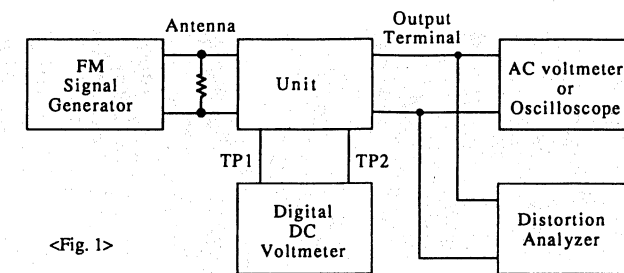 Antenna
Output
Terminal
FM
Signal
Generator
Unit
AC voltmeter
or
Oscilloscope
TP1
TP2
Digital
DC
Voltmeter
Distortion
Analyzer
<Fig. 1>